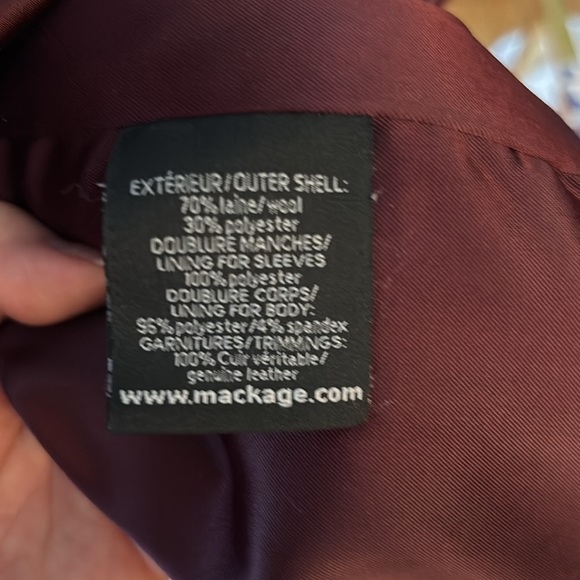 EXTÉRIEUR/OUTER SHELL:
70% laine/wool
30% polyester
DOUBLURE MANCHES/
LINING FOR SLEEVES
100% polyester
DOUBLURE CORPS/
LINING FOR BODY:
96% polyester/4% spandex
GARNITURES/TRIMMINGS:
100% Cuir véritable/
genuine leather
www.mackage.com